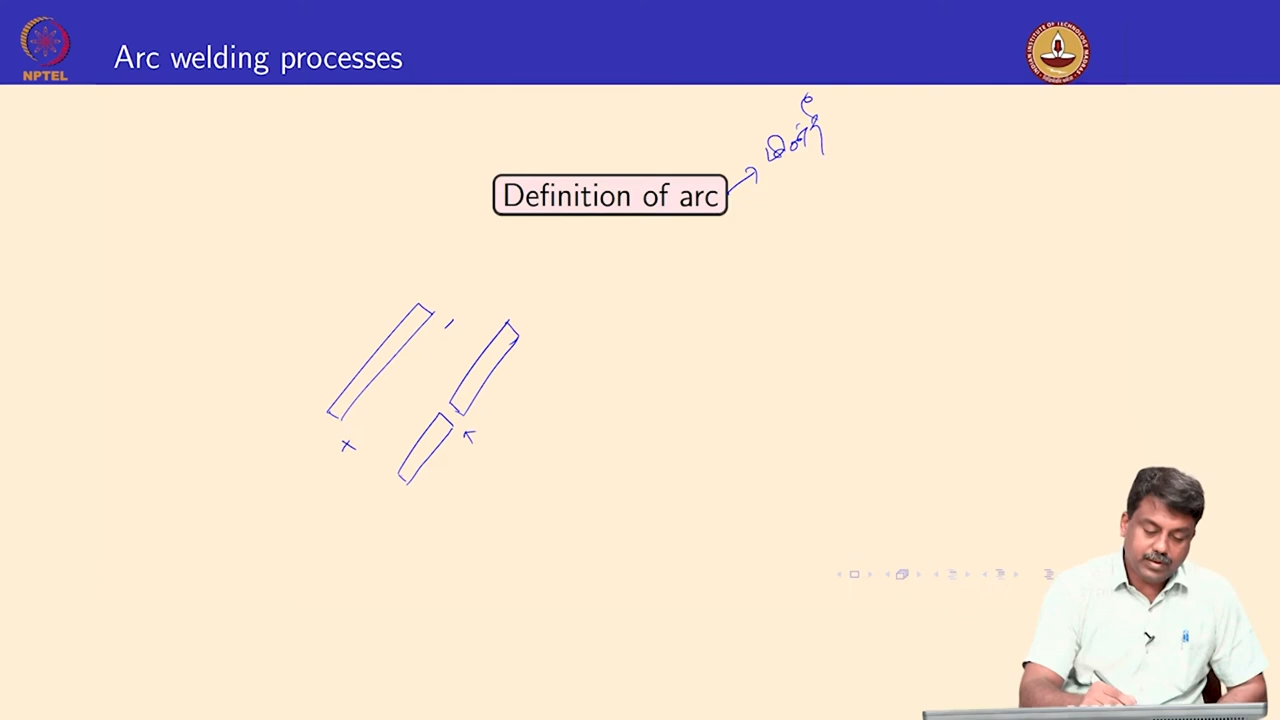 Arc welding processes
NPTEL
Definition of arc
+